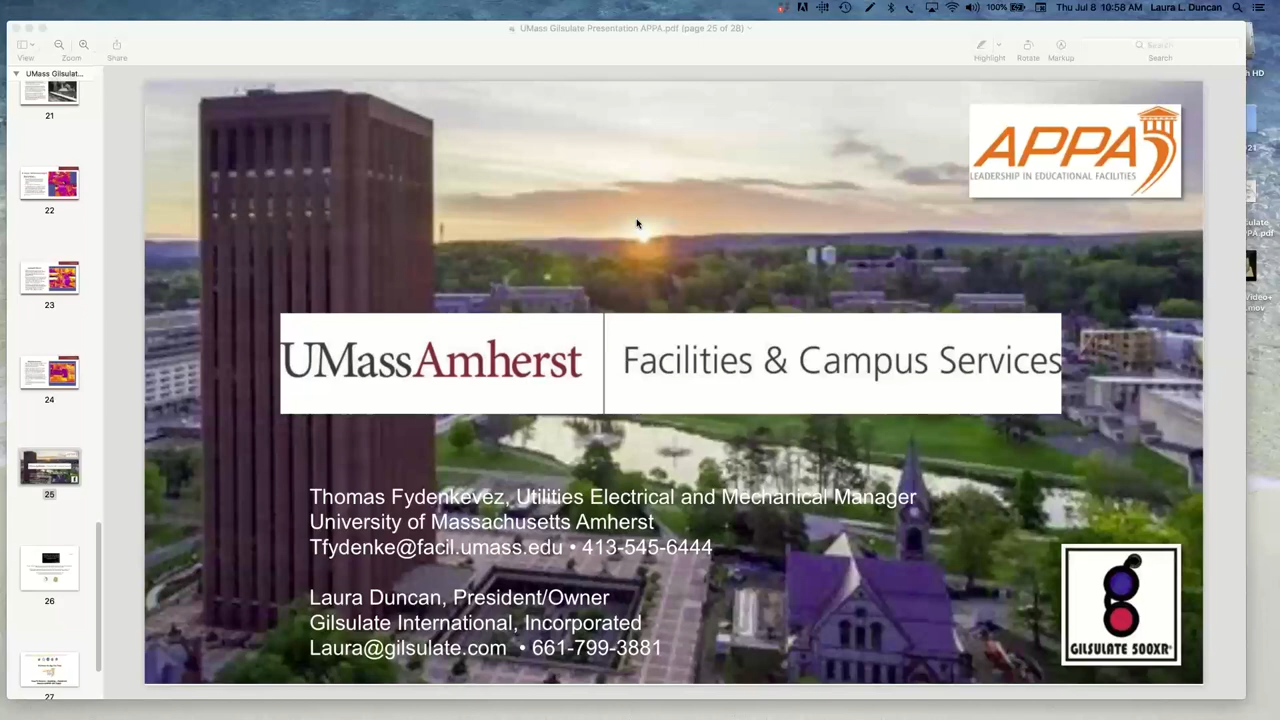 Thu Jul 8 10:58 AM Laura L. Duncan
100%
UMass Gilsulate Presentation APPA.pdf (page 25 of 28)
View
Zoom
Share
Highlight
Rotate
Markup
Search
Search
UMass Gilsulat...
21
22
23
24
25
26
27
APPA
LEADERSHIP IN EDUCATIONAL FACILITIES
UMassAmherst Facilities & Campus Services
Thomas Fydenkevez, Utilities Electrical and Mechanical Manager
University of Massachusetts Amherst
Tfydenke@facil.umass.edu • 413-545-6444
Laura Duncan, President/Owner
Gilsulate International, Incorporated
Laura@gilsulate.com • 661-799-3881
GILSULATE 500XR®